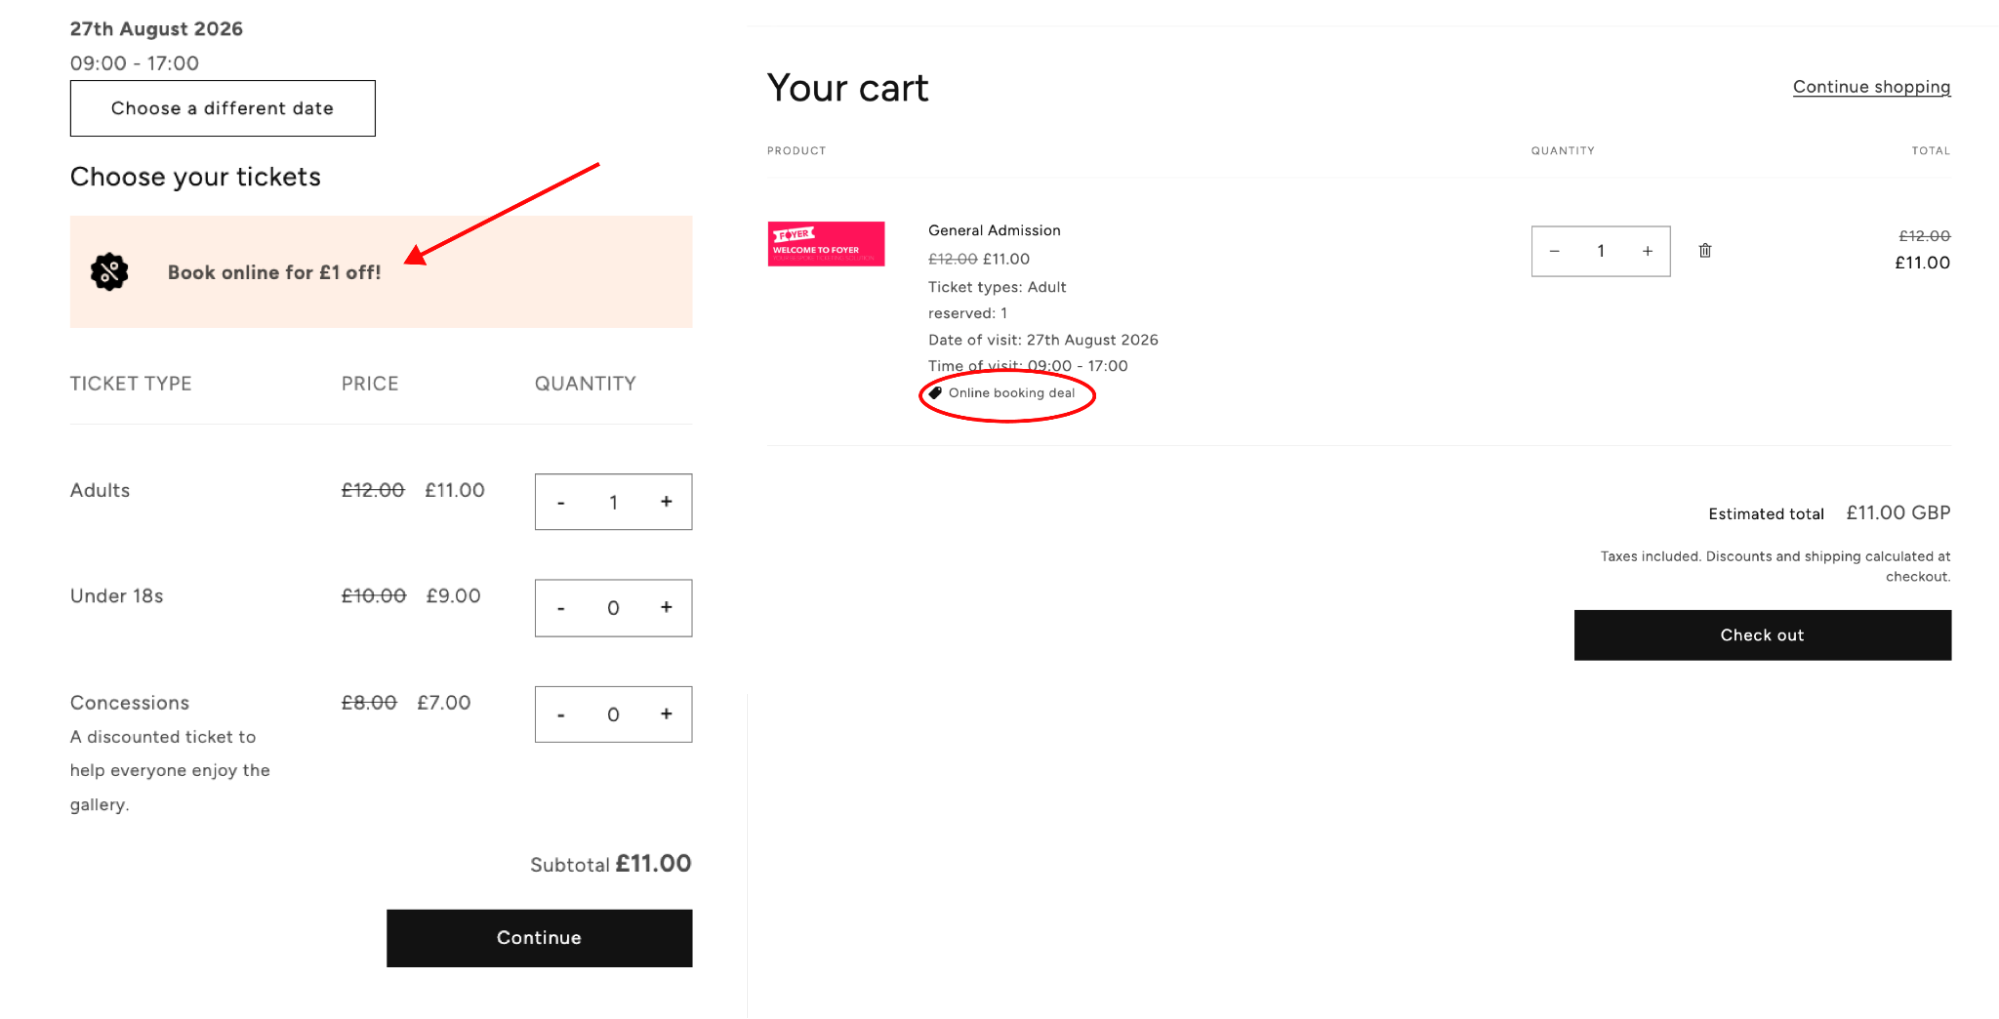 27th August 2026
09:00 - 17:00
Choose a different date
Choose your tickets
Book online for £1 off!
TICKET TYPE PRICE QUANTITY
Adults £12.00 £11.00 - 1 +
Under 18s £10.00 £9.00 - 0 +
Concessions £8.00 £7.00 - 0 +
A discounted ticket to
help everyone enjoy the
gallery.
Subtotal £11.00
Continue
Your cart
Continue shopping
PRODUCT QUANTITY TOTAL
FOYER
WELCOME TO FOYER
General Admission
£12.00 £11.00
Ticket types: Adult
reserved: 1
Date of visit: 27th August 2026
Time of visit: 09:00 - 17:00
Online booking deal
− 1 +
£12.00
£11.00
Estimated total £11.00 GBP
Taxes included. Discounts and shipping calculated at
checkout.
Check out